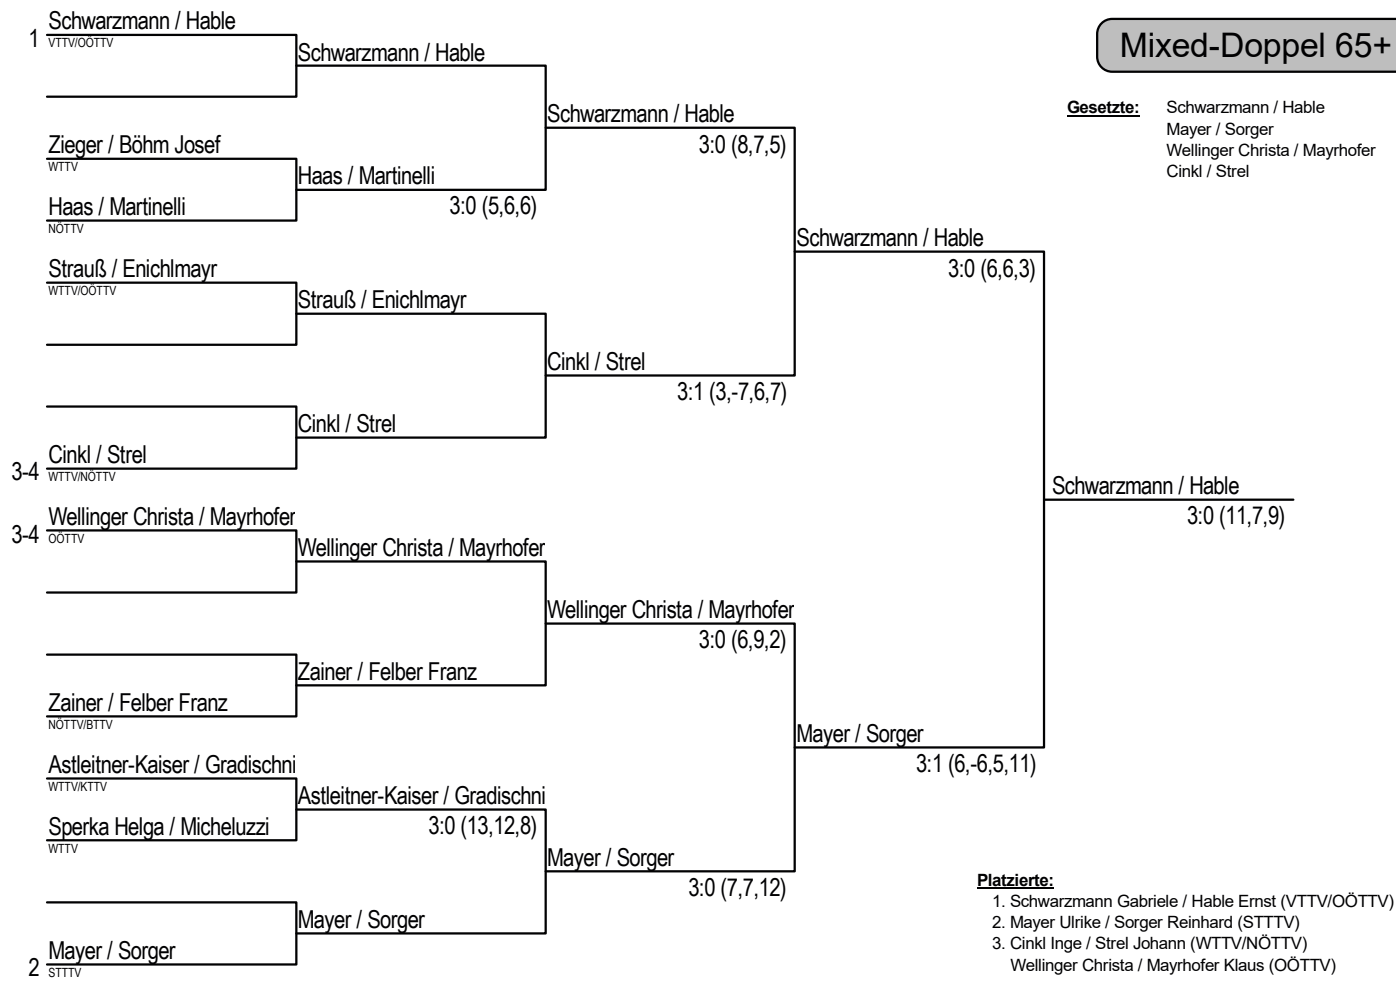 Mixed-Doppel 65+
Gesetzte: Schwarzmann / Hable
Mayer / Sorger
Wellinger Christa / Mayrhofer
Cinkl / Strel
1 Schwarzmann / Hable
VTTV/OÖTTV
Zieger / Böhm Josef
WTTV
Haas / Martinelli
NÖTTV
Strauß / Enichlmayr
WTTV/OÖTTV
3-4 Cinkl / Strel
WTTV/NÖTTV
3-4 Wellinger Christa / Mayrhofer
OÖTTV
Zainer / Felber Franz
NÖTTV/BTTV
Astleitner-Kaiser / Gradischni
WTTV/KTTV
Sperka Helga / Micheluzzi
WTTV
2 Mayer / Sorger
STTTV
Schwarzmann / Hable
Haas / Martinelli
3:0 (5,6,6)
Strauß / Enichlmayr
Cinkl / Strel
Wellinger Christa / Mayrhofer
Zainer / Felber Franz
Astleitner-Kaiser / Gradischni
3:0 (13,12,8)
Mayer / Sorger
Schwarzmann / Hable
3:0 (8,7,5)
Cinkl / Strel
3:1 (3,-7,6,7)
Wellinger Christa / Mayrhofer
3:0 (6,9,2)
Mayer / Sorger
3:0 (7,7,12)
Schwarzmann / Hable
3:0 (6,6,3)
Mayer / Sorger
3:1 (6,-6,5,11)
Schwarzmann / Hable
3:0 (11,7,9)
Platzierte:
1. Schwarzmann Gabriele / Hable Ernst (VTTV/OÖTTV)
2. Mayer Ulrike / Sorger Reinhard (STTTV)
3. Cinkl Inge / Strel Johann (WTTV/NÖTTV)
Wellinger Christa / Mayrhofer Klaus (OÖTTV)